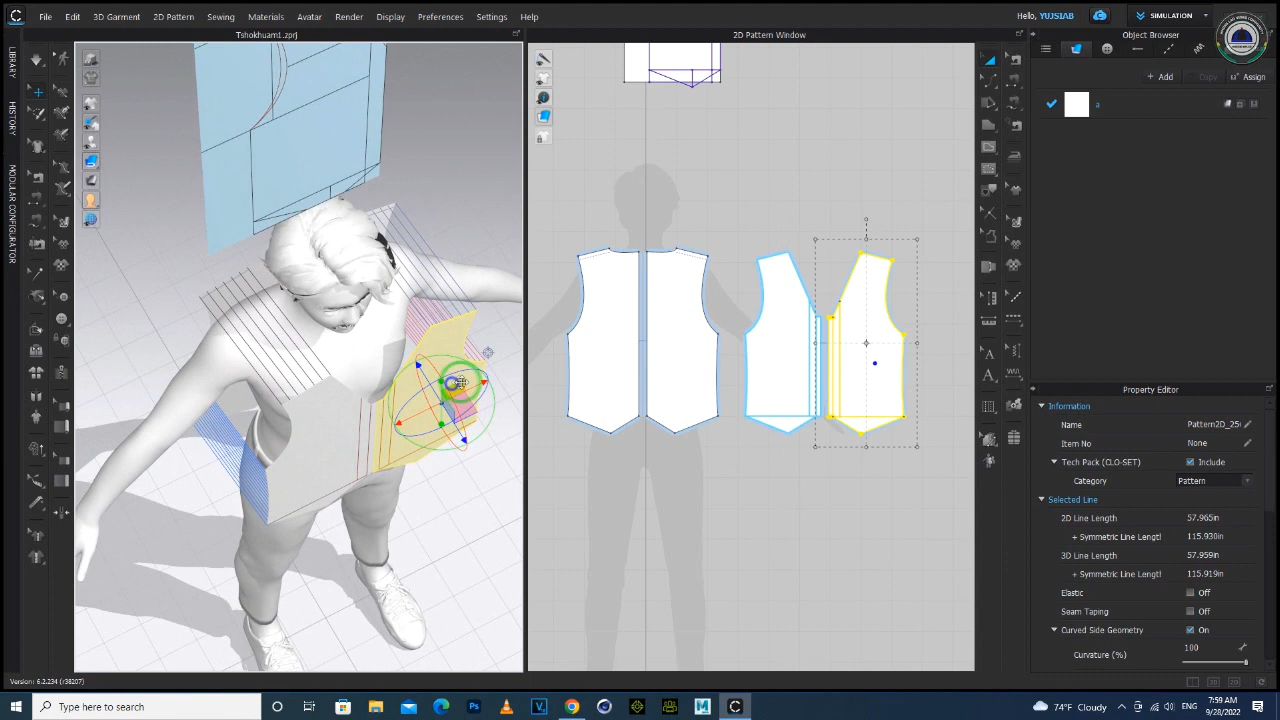 File Edit 3D Garment 2D Pattern Sewing Materials Avatar Render Display Preferences Settings Help
Hello, YUJSIAB
SIMULATION
Tshokhuam1.zprj
2D Pattern Window
Object Browser
LIBRARY
HISTORY
MODULAR CONFIGURATOR
Add
Copy
Assign
a
Property Editor
Information
Name Pattern2D_25(
Item No None
Tech Pack (CLO-SET) Include
Category Pattern
Selected Line
2D Line Length 57.965in
+ Symmetric Line Lengtl 115.930in
3D Line Length 57.959in
+ Symmetric Line Lengtl 115.919in
Elastic Off
Seam Taping Off
Curved Side Geometry On
Curvature (%) 100
Version: 6.2.234 (r38207)
3D 2D
Type here to search
74°F Cloudy
ENG
7:59 AM
9/28/2022